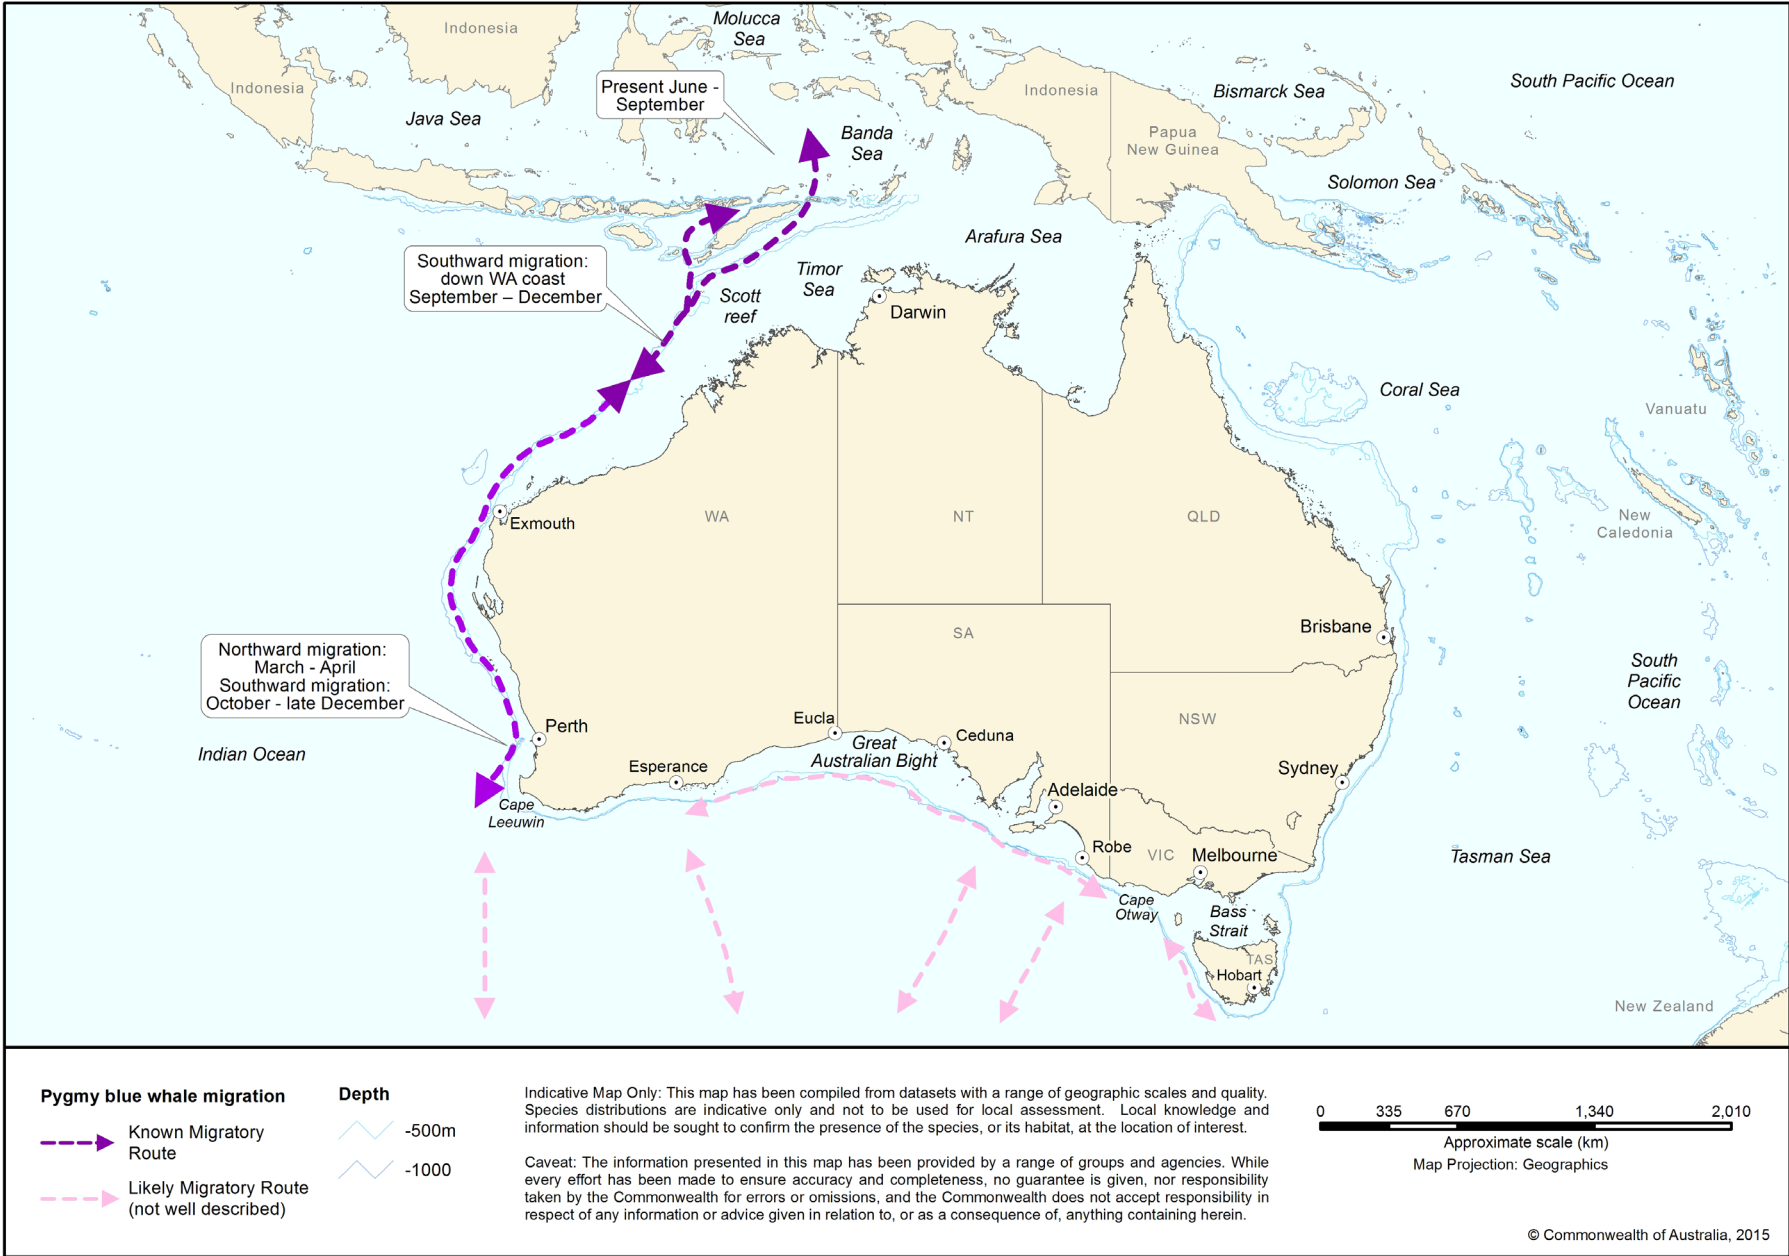 Molucca
Sea
Indonesia
Indonesia
Present June -
September
Java Sea
Banda
Sea
Indonesia
Papua
New Guinea
Bismarck Sea
South Pacific Ocean
Solomon Sea
Arafura Sea
Southward migration:
down WA coast
September – December
Timor
Sea
Scott
reef
Darwin
Coral Sea
Vanuatu
Exmouth
WA
NT
QLD
New
Caledonia
Brisbane
SA
Northward migration:
March - April
Southward migration:
October - late December
South
Pacific
Ocean
Perth
Eucla
Great
Australian Bight
Ceduna
NSW
Indian Ocean
Esperance
Sydney
Adelaide
Cape
Leeuwin
Robe
VIC
Melbourne
Tasman Sea
Cape
Otway
Bass
Strait
TAS
Hobart
New Zealand
Pygmy blue whale migration
Known Migratory
Route
Likely Migratory Route
(not well described)
Depth
-500m
-1000
Indicative Map Only: This map has been compiled from datasets with a range of geographic scales and quality.
Species distributions are indicative only and not to be used for local assessment. Local knowledge and
information should be sought to confirm the presence of the species, or its habitat, at the location of interest.
Caveat: The information presented in this map has been provided by a range of groups and agencies. While
every effort has been made to ensure accuracy and completeness, no guarantee is given, nor responsibility
taken by the Commonwealth for errors or omissions, and the Commonwealth does not accept responsibility in
respect of any information or advice given in relation to, or as a consequence of, anything containing herein.
0 335 670 1,340 2,010
Approximate scale (km)
Map Projection: Geographics
© Commonwealth of Australia, 2015